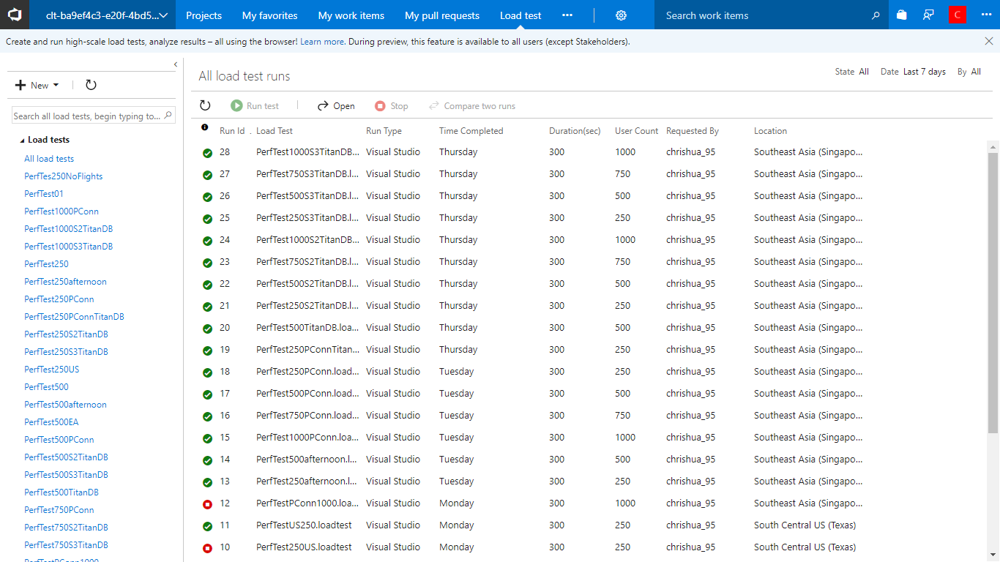 clt-ba9ef4c3-e20f-4bd5... Projects My favorites My work items My pull requests Load test ··· Search work items C ···
Create and run high-scale load tests, analyze results – all using the browser! Learn more. During preview, this feature is available to all users (except Stakeholders).
New
Search all load tests, begin typing to...
Load tests
All load tests
PerfTes250NoFlights
PerfTest01
PerfTest1000PConn
PerfTest1000S2TitanDB
PerfTest1000S3TitanDB
PerfTest250
PerfTest250afternoon
PerfTest250PConn
PerfTest250PConnTitanDB
PerfTest250S2TitanDB
PerfTest250S3TitanDB
PerfTest250US
PerfTest500
PerfTest500afternoon
PerfTest500EA
PerfTest500PConn
PerfTest500S2TitanDB
PerfTest500S3TitanDB
PerfTest500TitanDB
PerfTest750PConn
PerfTest750S2TitanDB
PerfTest750S3TitanDB
PerfTestPConn1000
All load test runs State All Date Last 7 days By All
Run test Open Stop Compare two runs
Run Id . Load Test Run Type Time Completed Duration(sec) User Count Requested By Location
28 PerfTest1000S3TitanDB... Visual Studio Thursday 300 1000 chrishua_95 Southeast Asia (Singapo...
27 PerfTest750S3TitanDB.l... Visual Studio Thursday 300 750 chrishua_95 Southeast Asia (Singapo...
26 PerfTest500S3TitanDB.l... Visual Studio Thursday 300 500 chrishua_95 Southeast Asia (Singapo...
25 PerfTest250S3TitanDB.l... Visual Studio Thursday 300 250 chrishua_95 Southeast Asia (Singapo...
24 PerfTest1000S2TitanDB... Visual Studio Thursday 300 1000 chrishua_95 Southeast Asia (Singapo...
23 PerfTest750S2TitanDB.l... Visual Studio Thursday 300 750 chrishua_95 Southeast Asia (Singapo...
22 PerfTest500S2TitanDB.l... Visual Studio Thursday 300 500 chrishua_95 Southeast Asia (Singapo...
21 PerfTest250S2TitanDB.l... Visual Studio Thursday 300 250 chrishua_95 Southeast Asia (Singapo...
20 PerfTest500TitanDB.loa... Visual Studio Thursday 300 500 chrishua_95 Southeast Asia (Singapo...
19 PerfTest250PConnTitan... Visual Studio Thursday 300 250 chrishua_95 Southeast Asia (Singapo...
18 PerfTest250PConn.load... Visual Studio Tuesday 300 250 chrishua_95 Southeast Asia (Singapo...
17 PerfTest500PConn.load... Visual Studio Tuesday 300 500 chrishua_95 Southeast Asia (Singapo...
16 PerfTest750PConn.load... Visual Studio Tuesday 300 750 chrishua_95 Southeast Asia (Singapo...
15 PerfTest1000PConn.loa... Visual Studio Tuesday 300 1000 chrishua_95 Southeast Asia (Singapo...
14 PerfTest500afternoon.l... Visual Studio Tuesday 300 500 chrishua_95 Southeast Asia (Singapo...
13 PerfTest250afternoon.l... Visual Studio Tuesday 300 250 chrishua_95 Southeast Asia (Singapo...
12 PerfTestPConn1000.loa... Visual Studio Monday 300 1000 chrishua_95 Southeast Asia (Singapo...
11 PerfTestUS250.loadtest Visual Studio Monday 300 250 chrishua_95 South Central US (Texas)
10 PerfTest250US.loadtest Visual Studio Monday 300 250 chrishua_95 South Central US (Texas)